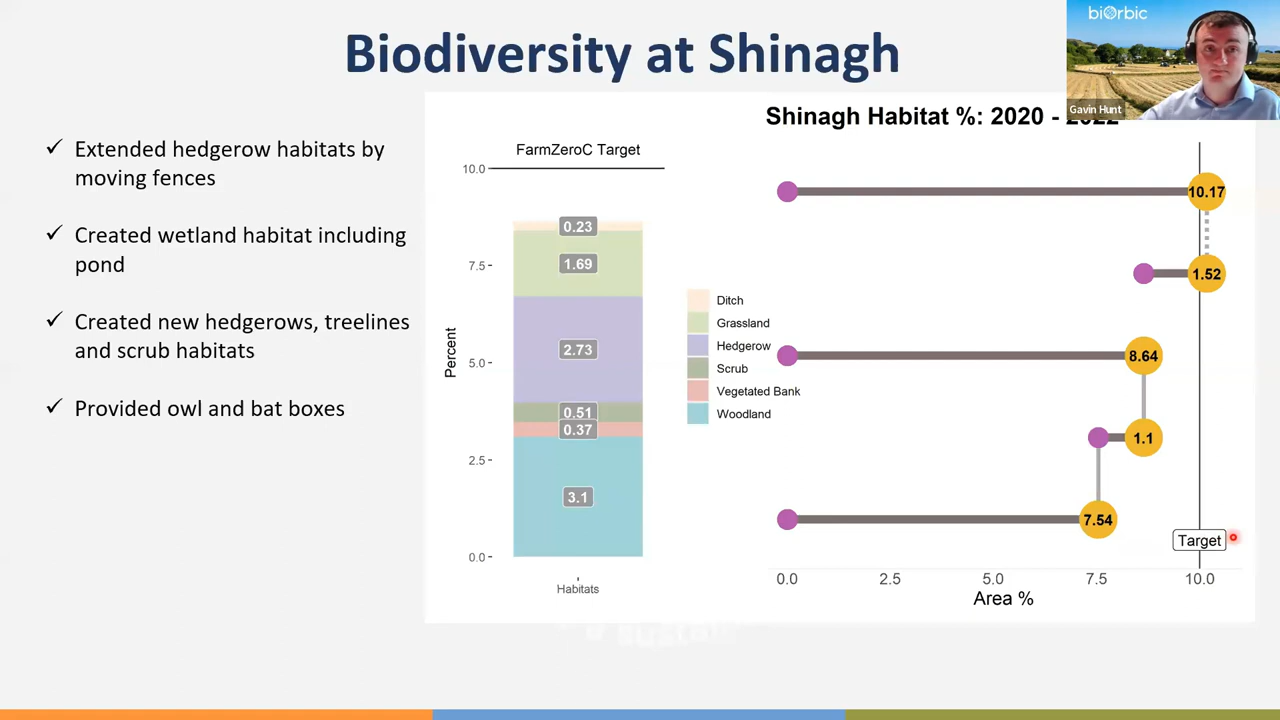 Biodiversity at Shinagh
biOrbic
Gavin Hunt
✓ Extended hedgerow habitats by
moving fences
✓ Created wetland habitat including
pond
✓ Created new hedgerows, treelines
and scrub habitats
✓ Provided owl and bat boxes
FarmZeroC Target
10.0
7.5
5.0
2.5
0.0
Percent
0.23
1.69
2.73
0.51
0.37
3.1
Habitats
Ditch
Grassland
Hedgerow
Scrub
Vegetated Bank
Woodland
Shinagh Habitat %: 2020 - 2022
10.17
1.52
8.64
1.1
7.54
Target
0.0 2.5 5.0 7.5 10.0
Area %